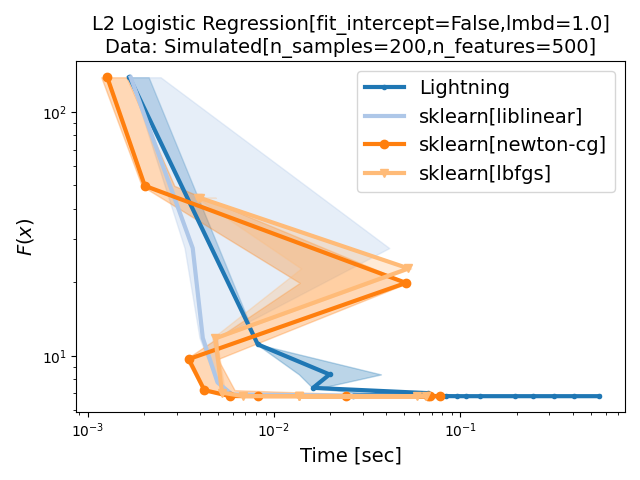 L2 Logistic Regression[fit_intercept=False,lmbd=1.0]
Data: Simulated[n_samples=200,n_features=500]
Lightning
sklearn[liblinear]
sklearn[newton-cg]
sklearn[lbfgs]
F(x)
10²
10¹
10⁻³
10⁻²
10⁻¹
Time [sec]